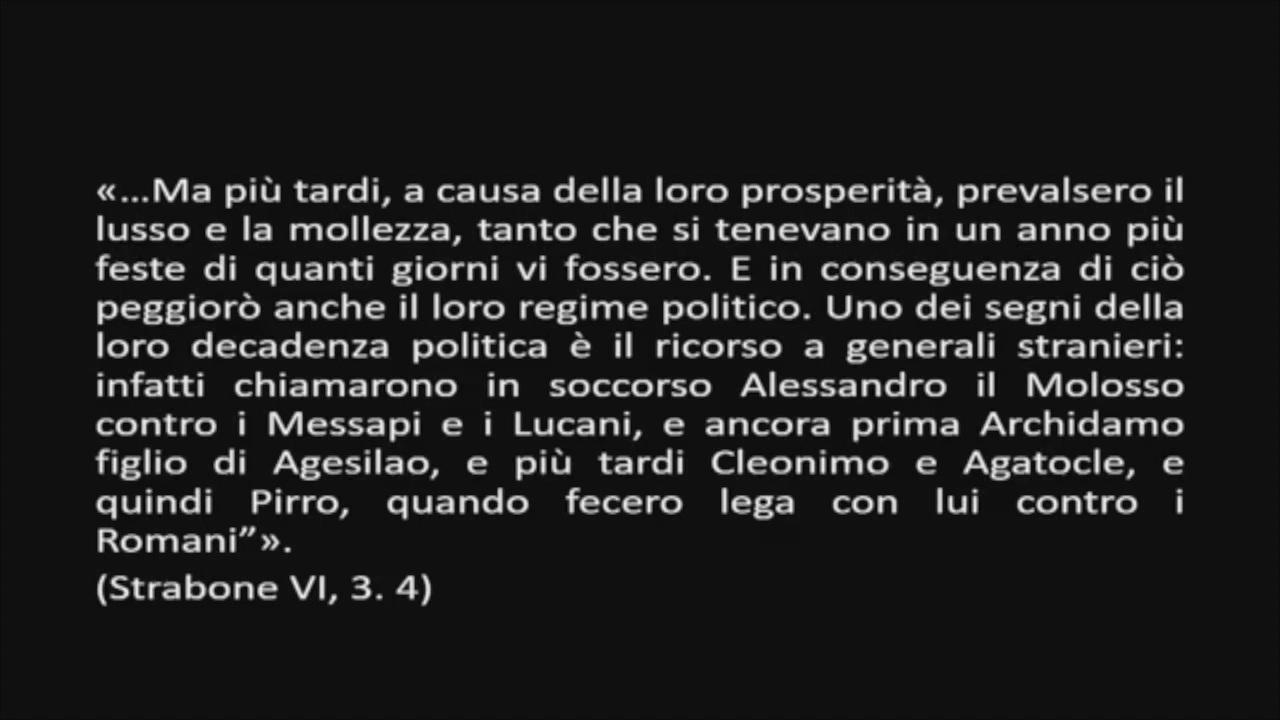 «…Ma più tardi, a causa della loro prosperità, prevalsero il
lusso e la mollezza, tanto che si tenevano in un anno più
feste di quanti giorni vi fossero. E in conseguenza di ciò
peggiorò anche il loro regime politico. Uno dei segni della
loro decadenza politica è il ricorso a generali stranieri:
infatti chiamarono in soccorso Alessandro il Molosso
contro i Messapi e i Lucani, e ancora prima Archidamo
figlio di Agesilao, e più tardi Cleonimo e Agatocle, e
quindi Pirro, quando fecero lega con lui contro i
Romani”».
(Strabone VI, 3. 4)